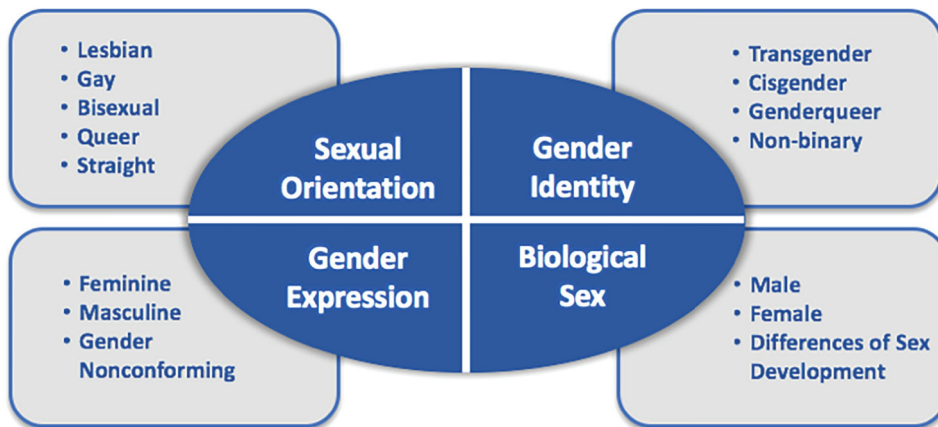 • Lesbian
• Gay
• Bisexual
• Queer
• Straight
Sexual
Orientation
Gender
Identity
• Transgender
• Cisgender
• Genderqueer
• Non-binary
• Feminine
• Masculine
• Gender
Nonconforming
Gender
Expression
Biological
Sex
• Male
• Female
• Differences of Sex
Development